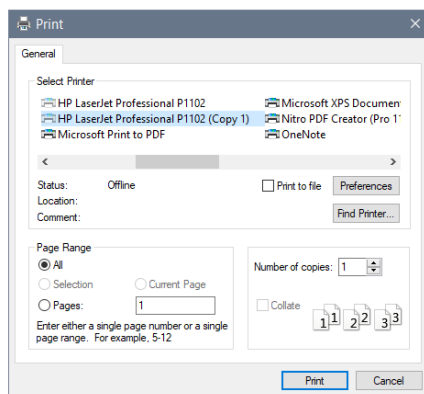 Print
General
Select Printer
HP LaserJet Professional P1102
HP LaserJet Professional P1102 (Copy 1)
Microsoft Print to PDF
Microsoft XPS Documen
Nitro PDF Creator (Pro 1
OneNote
Status: Offline
Location:
Comment:
Print to file
Preferences
Find Printer...
Page Range
All
Selection
Current Page
Pages: 1
Enter either a single page number or a single
page range. For example, 5-12
Number of copies: 1
Collate
1 1 2 2 3 3
Print
Cancel